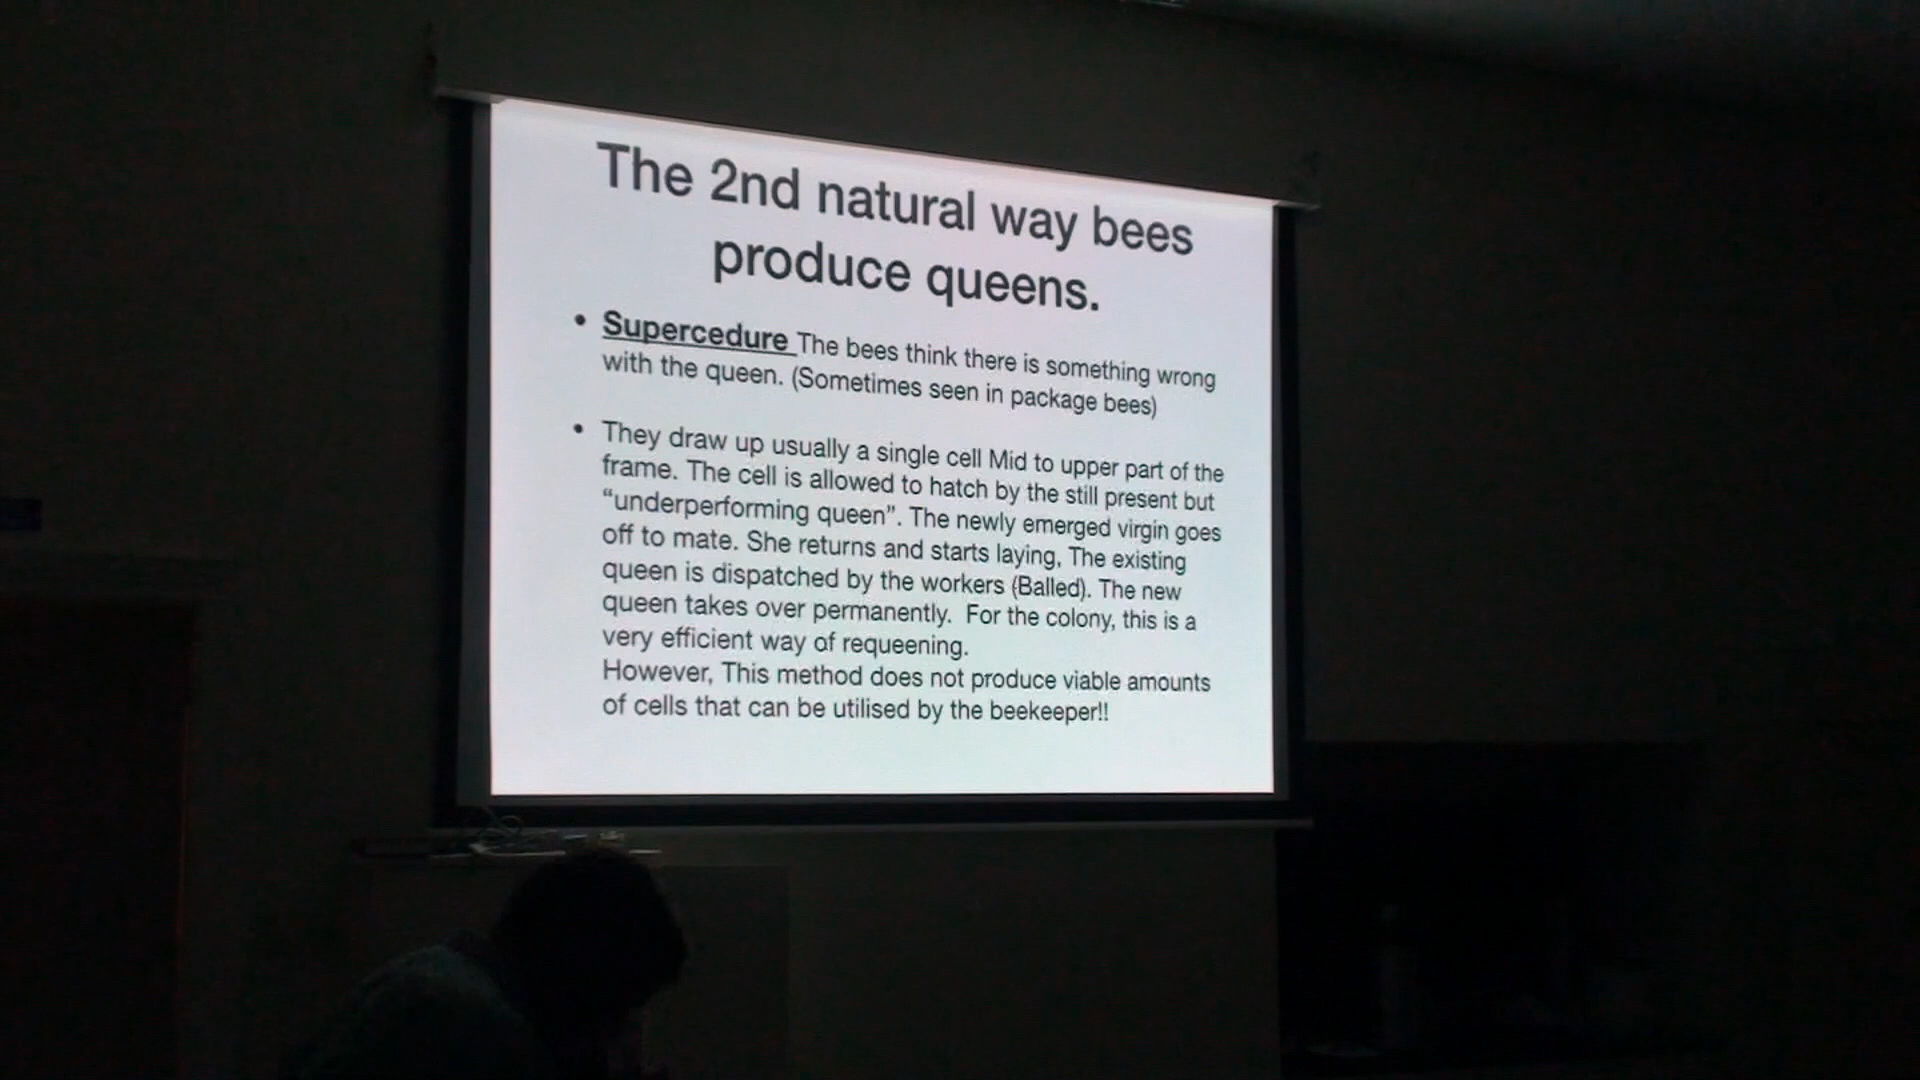 The 2nd natural way bees
produce queens.
• Supercedure The bees think there is something wrong
with the queen. (Sometimes seen in package bees)
• They draw up usually a single cell Mid to upper part of the
frame. The cell is allowed to hatch by the still present but
“underperforming queen”. The newly emerged virgin goes
off to mate. She returns and starts laying, The existing
queen is dispatched by the workers (Balled). The new
queen takes over permanently. For the colony, this is a
very efficient way of requeening.
However, This method does not produce viable amounts
of cells that can be utilised by the beekeeper!!